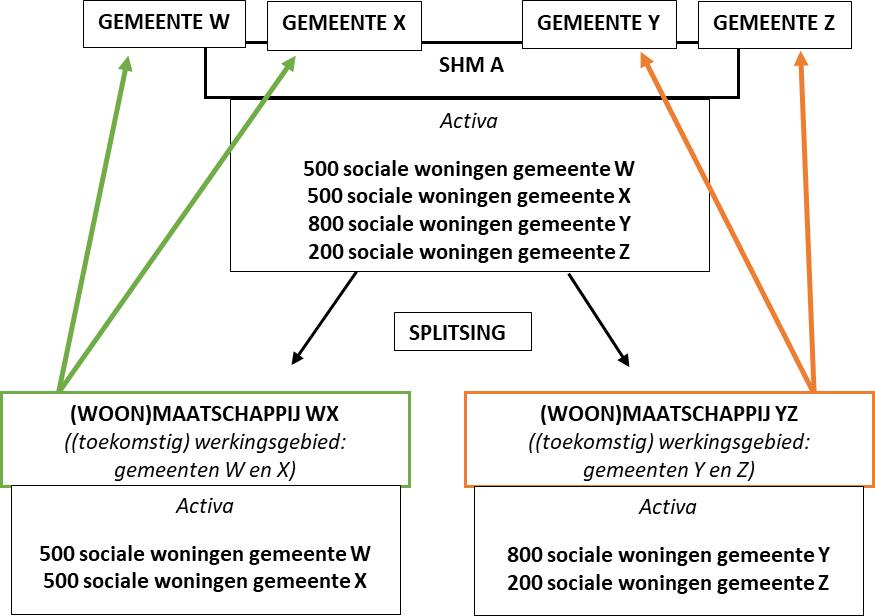 GEMEENTE W
GEMEENTE X
GEMEENTE Y
GEMEENTE Z
SHM A
Activa
500 sociale woningen gemeente W
500 sociale woningen gemeente X
800 sociale woningen gemeente Y
200 sociale woningen gemeente Z
SPLITSING
(WOON)MAATSCHAPPIJ WX
((toekomstig) werkingsgebied:
gemeenten W en X)
Activa
500 sociale woningen gemeente W
500 sociale woningen gemeente X
(WOON)MAATSCHAPPIJ YZ
((toekomstig) werkingsgebied:
gemeenten Y en Z)
Activa
800 sociale woningen gemeente Y
200 sociale woningen gemeente Z